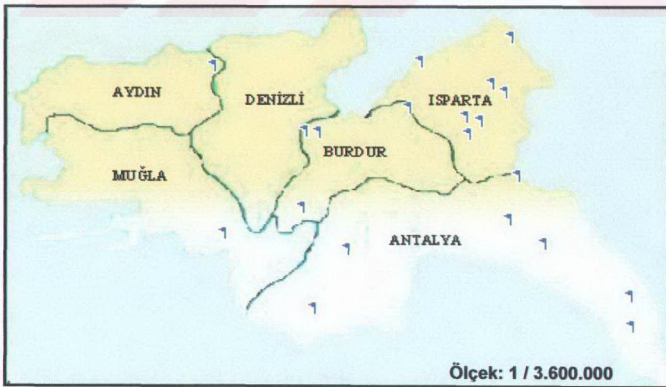 AYDIN
DENİZLİ
ISPARTA
BURDUR
MUĞLA
ANTALYA
Ölçek: 1 / 3.600.000